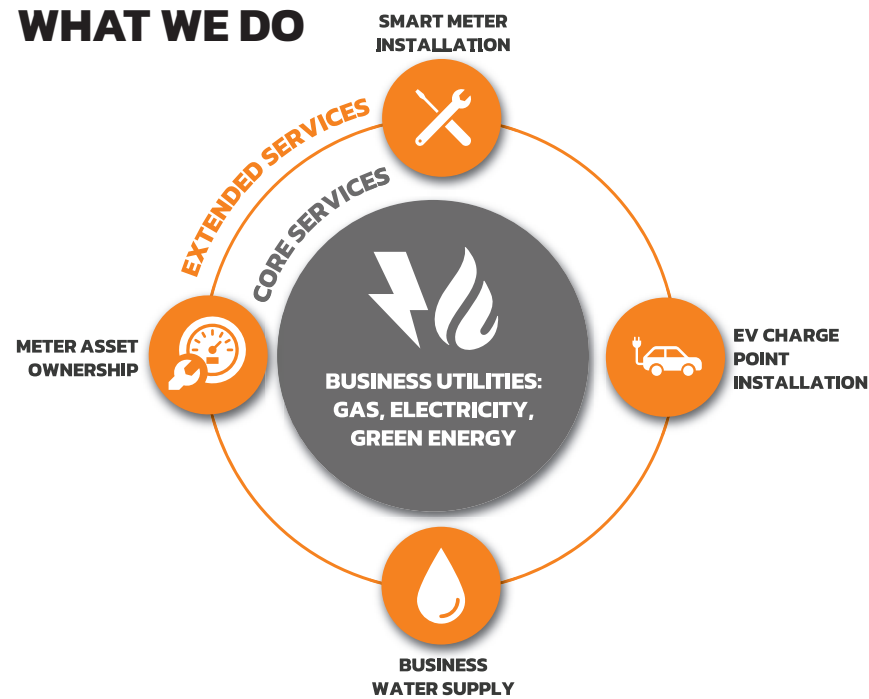 WHAT WE DO
SMART METER
INSTALLATION
EXTENDED SERVICES
CORE SERVICES
METER ASSET
OWNERSHIP
BUSINESS UTILITIES:
GAS, ELECTRICITY,
GREEN ENERGY
EV CHARGE
POINT
INSTALLATION
BUSINESS
WATER SUPPLY